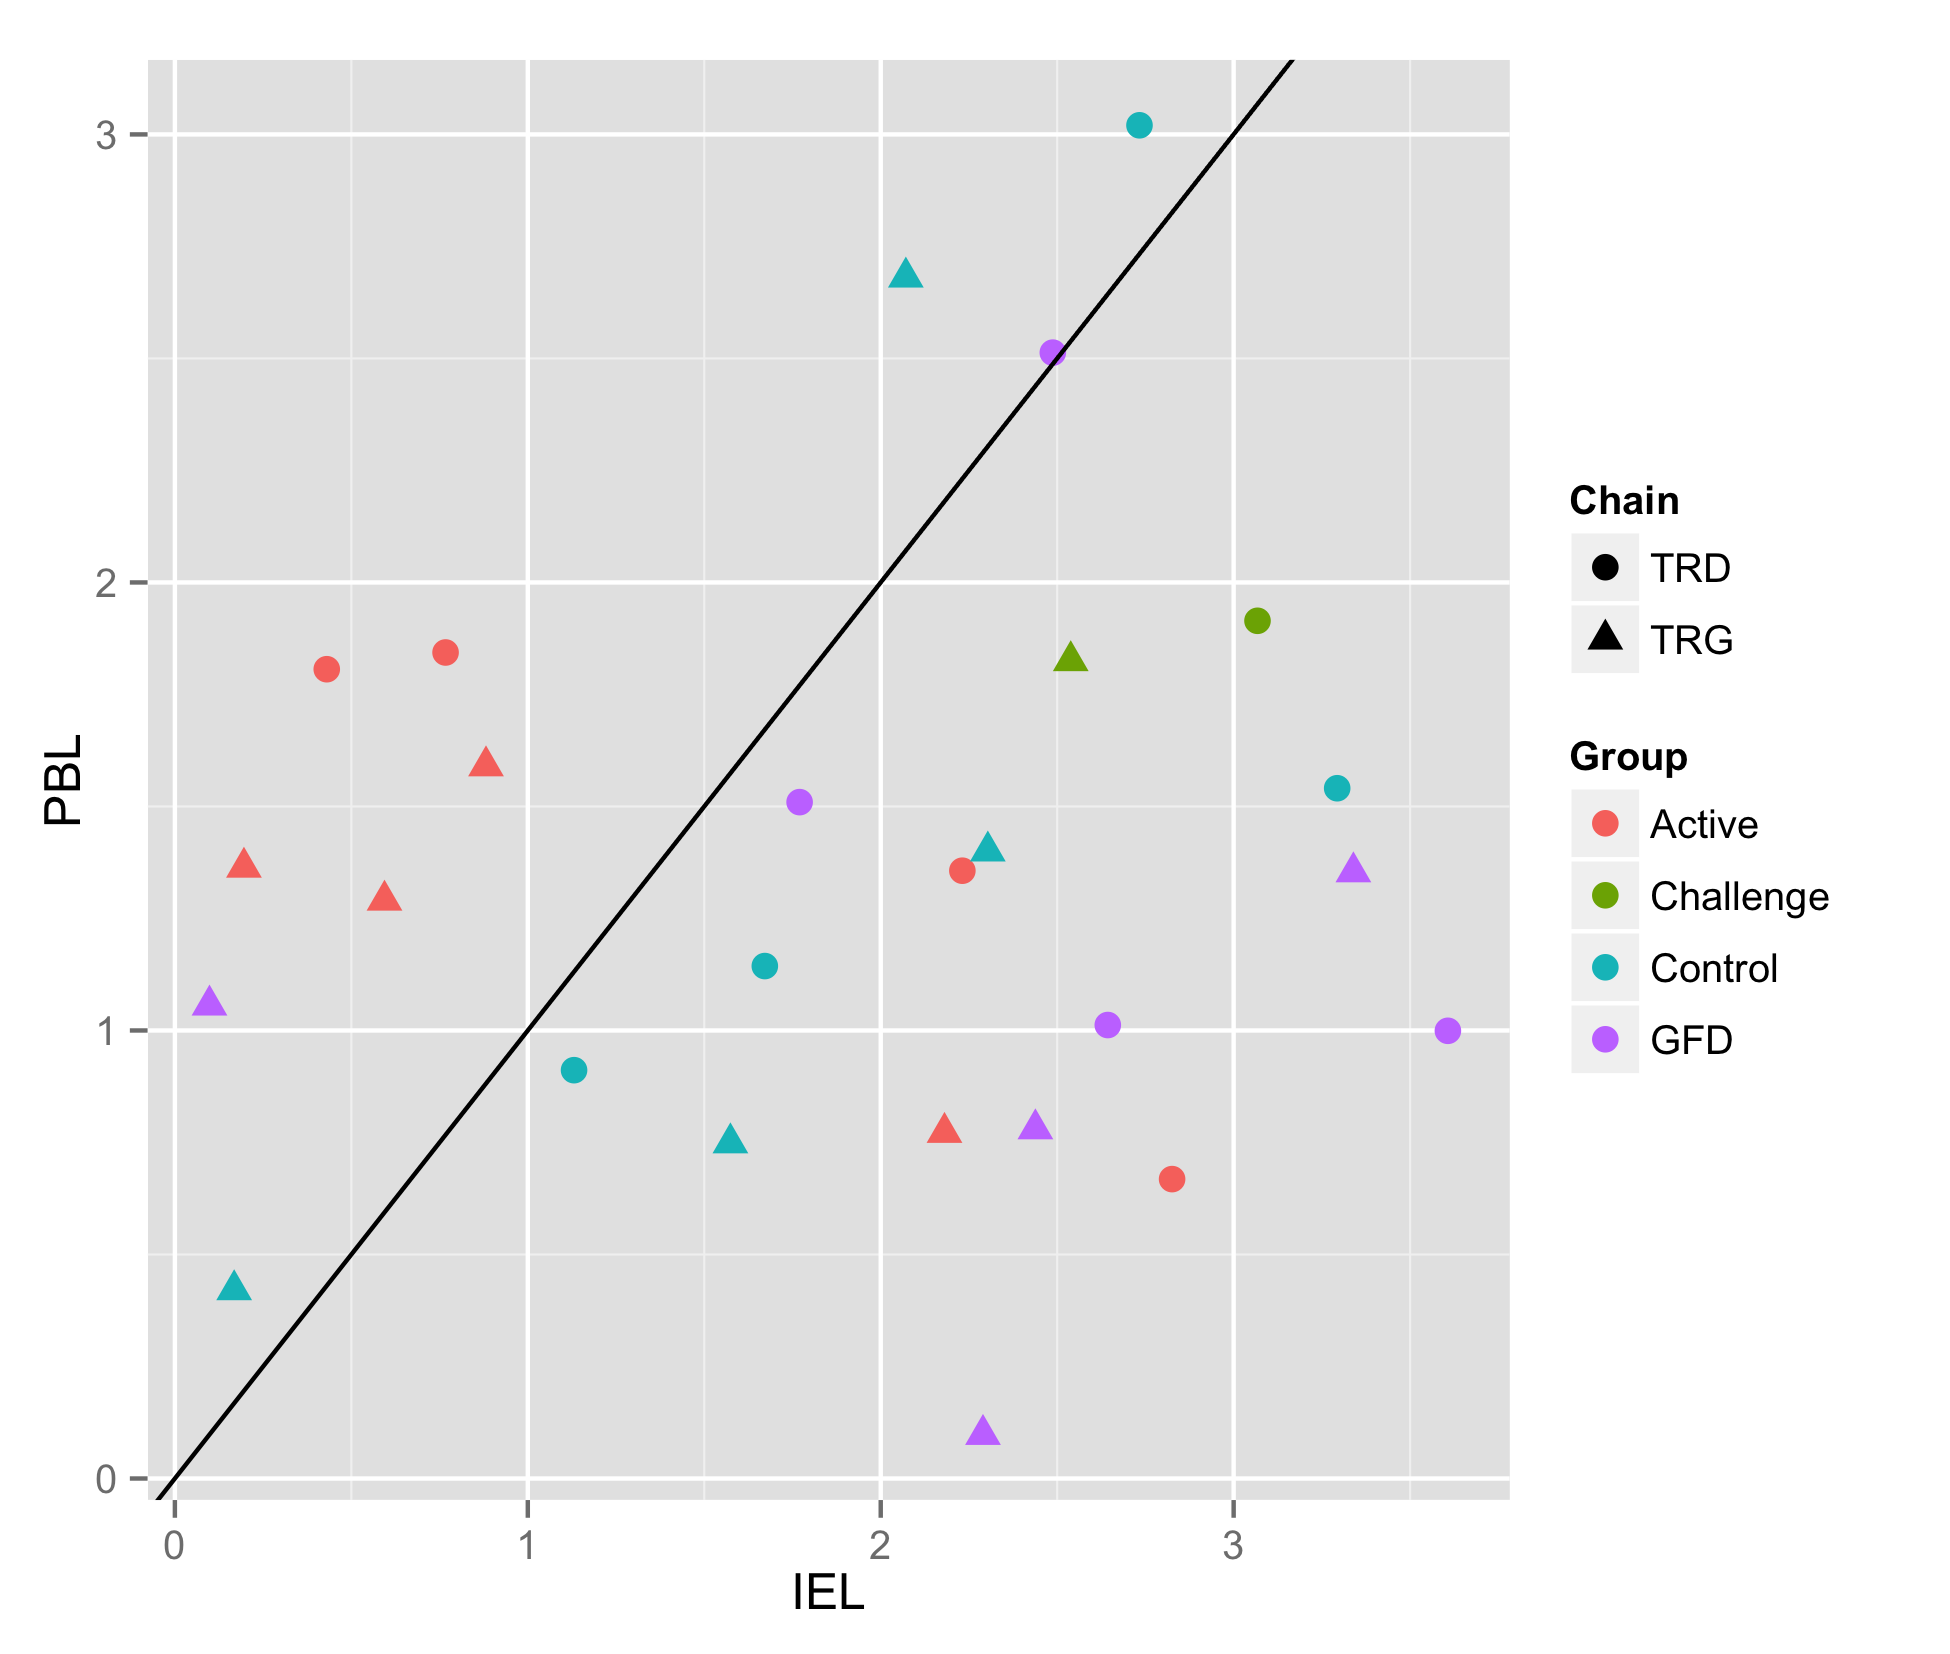 3
2
1
0
PBL
0
1
2
3
IEL
Chain
TRD
TRG
Group
Active
Challenge
Control
GFD